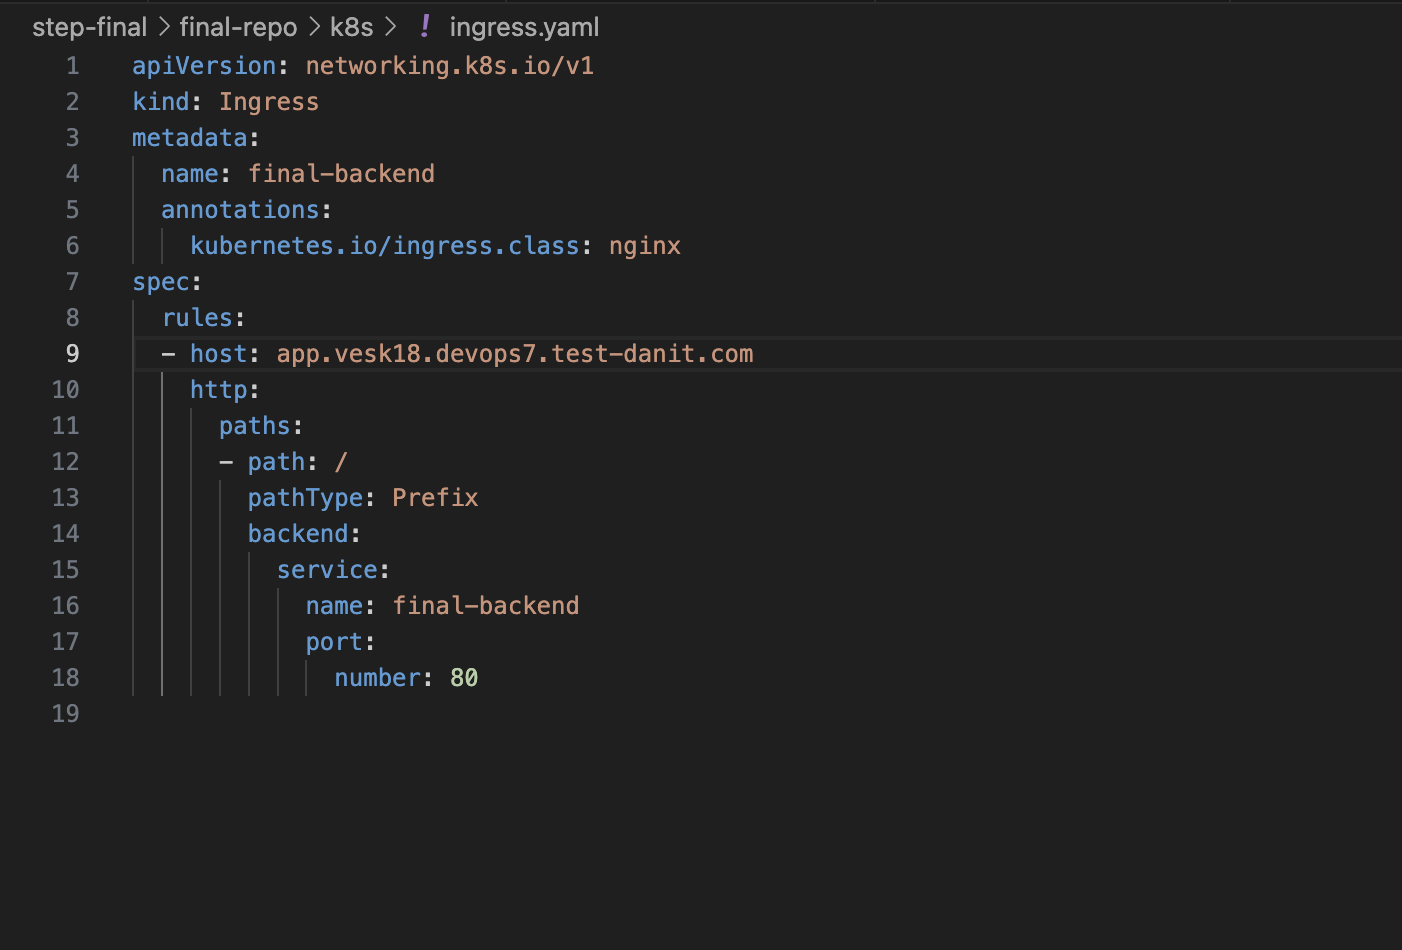 step-final > final-repo > k8s > ! ingress.yaml
1 apiVersion: networking.k8s.io/v1
2 kind: Ingress
3 metadata:
4   name: final-backend
5   annotations:
6     kubernetes.io/ingress.class: nginx
7 spec:
8   rules:
9   - host: app.vesk18.devops7.test-danit.com
10     http:
11       paths:
12       - path: /
13         pathType: Prefix
14         backend:
15           service:
16             name: final-backend
17             port:
18               number: 80
19